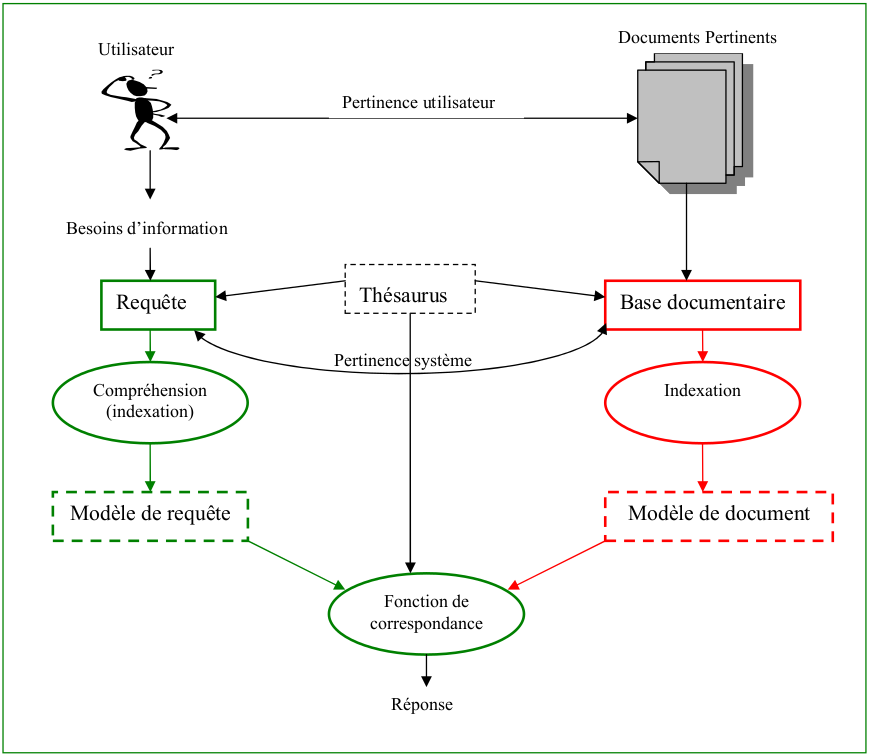 Utilisateur
Documents Pertinents
?
Pertinence utilisateur
Besoins d’information
Requête
Thésaurus
Base documentaire
Pertinence système
Compréhension
(indexation)
Indexation
Modèle de requête
Modèle de document
Fonction de
correspondance
Réponse